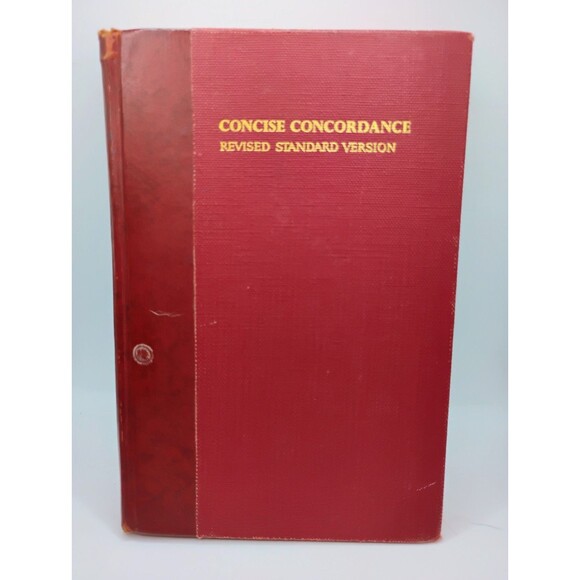 CONCISE CONCORDANCE
REVISED STANDARD VERSION